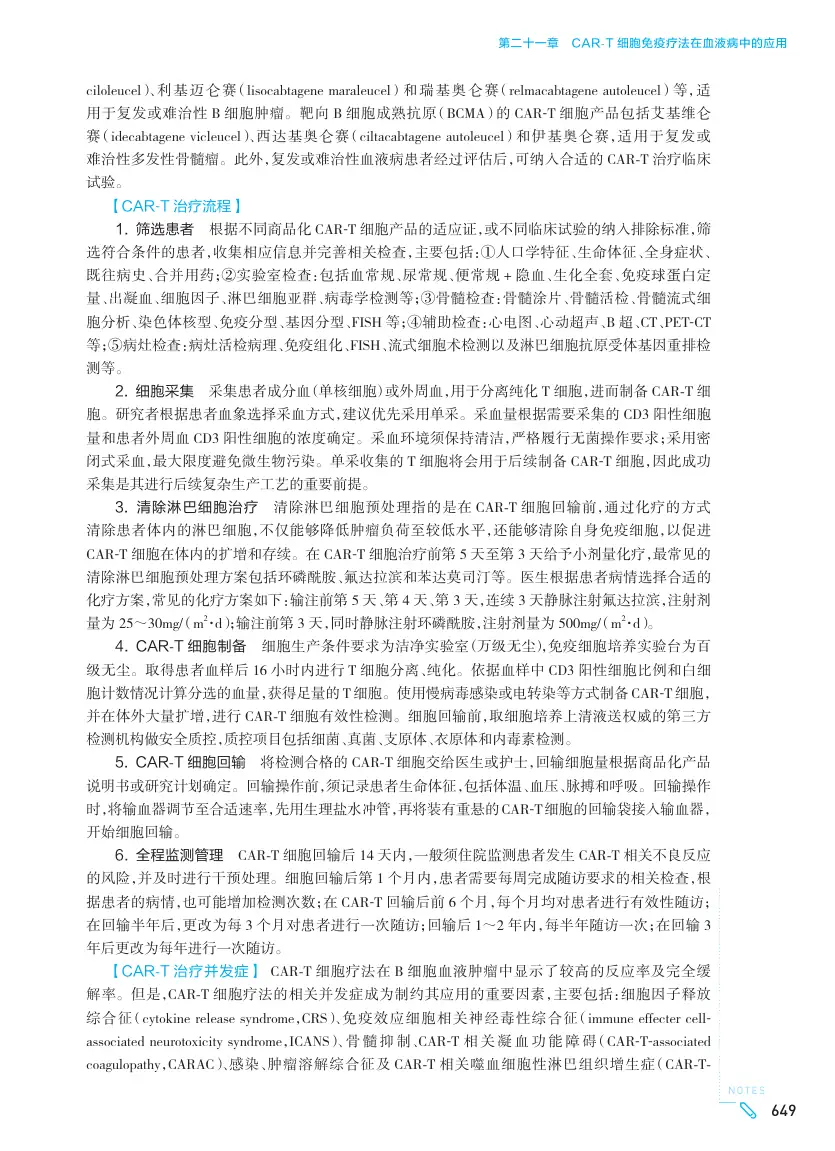 第二十一章 CAR-T 细胞免疫疗法在血液病中的应用
ciloleucel）、利基迈仑赛（lisocabtagene maraleucel）和瑞基奥仑赛（relmacabtagene autoleucel）等，适
用于复发或难治性 B 细胞肿瘤。靶向 B 细胞成熟抗原（BCMA）的 CAR-T 细胞产品包括艾基维仑
赛（idecabtagene vicleucel）、西达基奥仑赛（ciltacabtagene autoleucel）和伊基奥仑赛，适用于复发或
难治性多发性骨髓瘤。此外，复发或难治性血液病患者经过评估后，可纳入合适的 CAR-T 治疗临床
试验。
【CAR-T 治疗流程】
1. 筛选患者 根据不同商品化 CAR-T 细胞产品的适应证，或不同临床试验的纳入排除标准，筛
选符合条件的患者，收集相应信息并完善相关检查，主要包括：①人口学特征、生命体征、全身症状、
既往病史、合并用药；②实验室检查：包括血常规、尿常规、便常规 + 隐血、生化全套、免疫球蛋白定
量、出凝血、细胞因子、淋巴细胞亚群、病毒学检测等；③骨髓检查：骨髓涂片、骨髓活检、骨髓流式细
胞分析、染色体核型、免疫分型、基因分型、FISH 等；④辅助检查：心电图、心动超声、B 超、CT、PET-CT
等；⑤病灶检查：病灶活检病理、免疫组化、FISH、流式细胞术检测以及淋巴细胞抗原受体基因重排检
测等。
2. 细胞采集 采集患者成分血（单核细胞）或外周血，用于分离纯化 T 细胞，进而制备 CAR-T 细
胞。研究者根据患者血象选择采血方式，建议优先采用单采。采血量根据需要采集的 CD3 阳性细胞
量和患者外周血 CD3 阳性细胞的浓度确定。采血环境须保持清洁，严格履行无菌操作要求；采用密
闭式采血，最大限度避免微生物污染。单采收集的 T 细胞将会用于后续制备 CAR-T 细胞，因此成功
采集是其进行后续复杂生产工艺的重要前提。
3. 清除淋巴细胞治疗 清除淋巴细胞预处理指的是在 CAR-T 细胞回输前，通过化疗的方式
清除患者体内的淋巴细胞，不仅能够降低肿瘤负荷至较低水平，还能够清除自身免疫细胞，以促进
CAR-T 细胞在体内的扩增和存续。在 CAR-T 细胞治疗前第 5 天至第 3 天给予小剂量化疗，最常见的
清除淋巴细胞预处理方案包括环磷酰胺、氟达拉滨和苯达莫司汀等。医生根据患者病情选择合适的
化疗方案，常见的化疗方案如下：输注前第 5 天、第 4 天、第 3 天，连续 3 天静脉注射氟达拉滨，注射剂
量为 25～30mg/（m²·d）；输注前第 3 天，同时静脉注射环磷酰胺，注射剂量为 500mg/（m²·d）。
4. CAR-T 细胞制备 细胞生产条件要求为洁净实验室（万级无尘），免疫细胞培养实验台为百
级无尘。取得患者血样后 16 小时内进行 T 细胞分离、纯化。依据血样中 CD3 阳性细胞比例和白细
胞计数情况计算分选的血量，获得足量的 T 细胞。使用慢病毒感染或电转染等方式制备 CAR-T 细胞，
并在体外大量扩增，进行 CAR-T 细胞有效性检测。细胞回输前，取细胞培养上清液送权威的第三方
检测机构做安全质控，质控项目包括细菌、真菌、支原体、衣原体和内毒素检测。
5. CAR-T 细胞回输 将检测合格的 CAR-T 细胞交给医生或护士，回输细胞量根据商品化产品
说明书或研究计划确定。回输操作前，须记录患者生命体征，包括体温、血压、脉搏和呼吸。回输操作
时，将输血器调节至合适速率，先用生理盐水冲管，再将装有重悬的 CAR-T 细胞的回输袋接入输血器，
开始细胞回输。
6. 全程监测管理 CAR-T 细胞回输后 14 天内，一般须住院监测患者发生 CAR-T 相关不良反应
的风险，并及时进行干预处理。细胞回输后第 1 个月内，患者需要每周完成随访要求的相关检查，根
据患者的病情，也可能增加检测次数；在 CAR-T 回输后前 6 个月，每个月均对患者进行有效性随访；
在回输半年后，更改为每 3 个月对患者进行一次随访；回输后 1～2 年内，每半年随访一次；在回输 3
年后更改为每年进行一次随访。
【CAR-T 治疗并发症】 CAR-T 细胞疗法在 B 细胞血液肿瘤中显示了较高的反应率及完全缓
解率。但是，CAR-T 细胞疗法的相关并发症成为制约其应用的重要因素，主要包括：细胞因子释放
综合征（cytokine release syndrome，CRS）、免疫效应细胞相关神经毒性综合征（immune effecter cell-
associated neurotoxicity syndrome，ICANS）、骨髓抑制、CAR-T 相关凝血功能障碍（CAR-T-associated
coagulopathy，CARAC）、感染、肿瘤溶解综合征及 CAR-T 相关噬血细胞性淋巴组织增生症（CAR-T-
NOTES
649